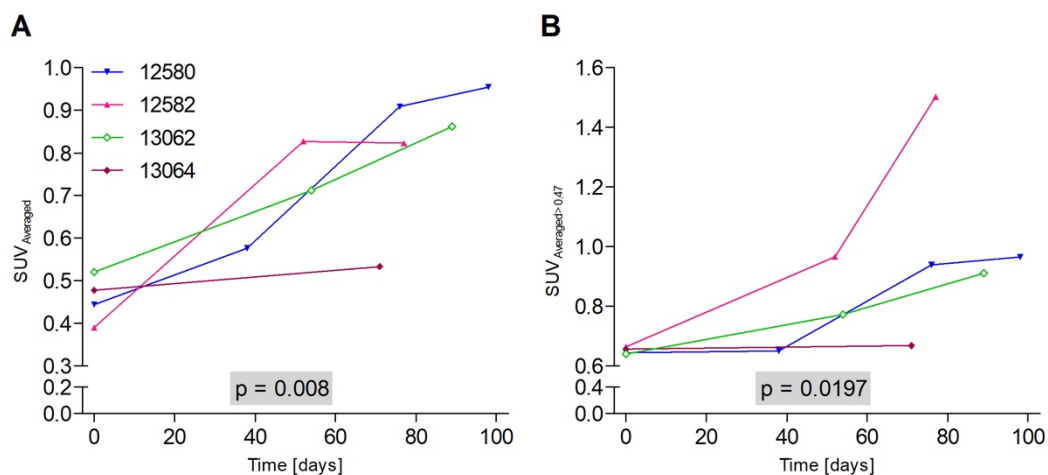 A
1.0
0.9
0.8
0.7
0.6
0.5
0.4
0.3
0.2
0.0
SUVAveraged
12580
12582
13062
13064
p = 0.008
0 20 40 60 80 100
Time [days]
B
1.6
1.4
1.2
1.0
0.8
0.6
0.4
0.0
SUVAveraged>0.47
p = 0.0197
0 20 40 60 80 100
Time [days]